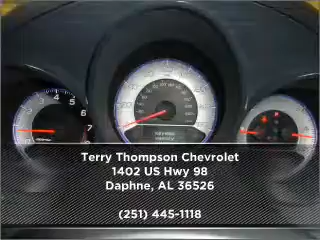 Terry Thompson Chevrolet
1402 US Hwy 98
Daphne, AL 36526
(251) 445-1118